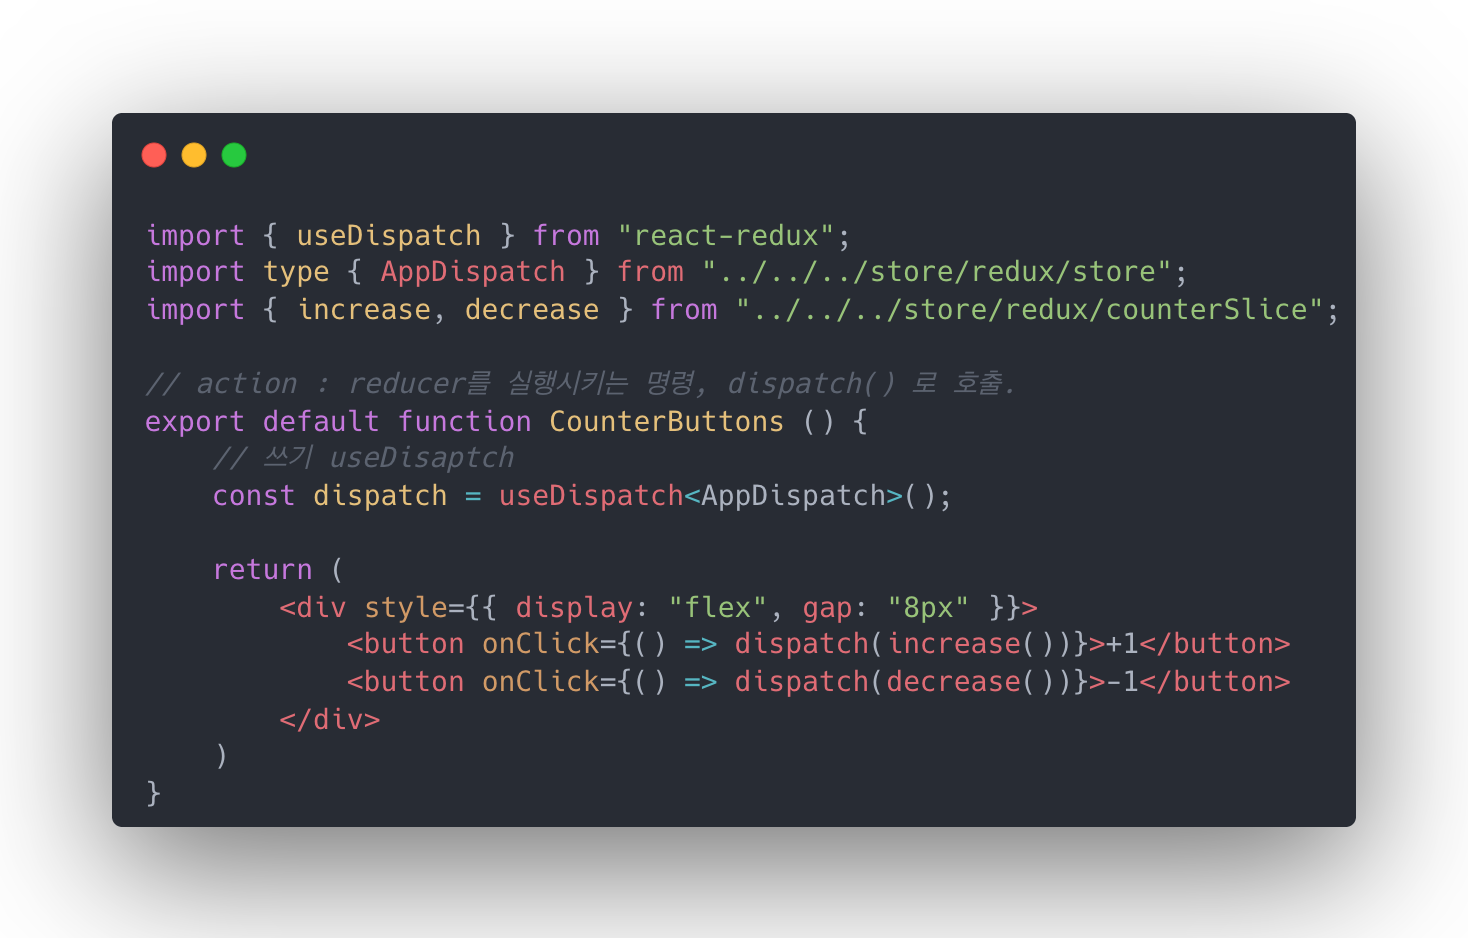 import { useDispatch } from "react-redux";
import type { AppDispatch } from "../../../store/redux/store";
import { increase, decrease } from "../../../store/redux/counterSlice";
// action : reducer를 실행시키는 명령, dispatch() 로 호출.
export default function CounterButtons () {
    // 쓰기 useDisaptch
    const dispatch = useDispatch<AppDispatch>();
    return (
        <div style={{ display: "flex", gap: "8px" }}>
            <button onClick={() => dispatch(increase())}>+1</button>
            <button onClick={() => dispatch(decrease())}>-1</button>
        </div>
    )
}